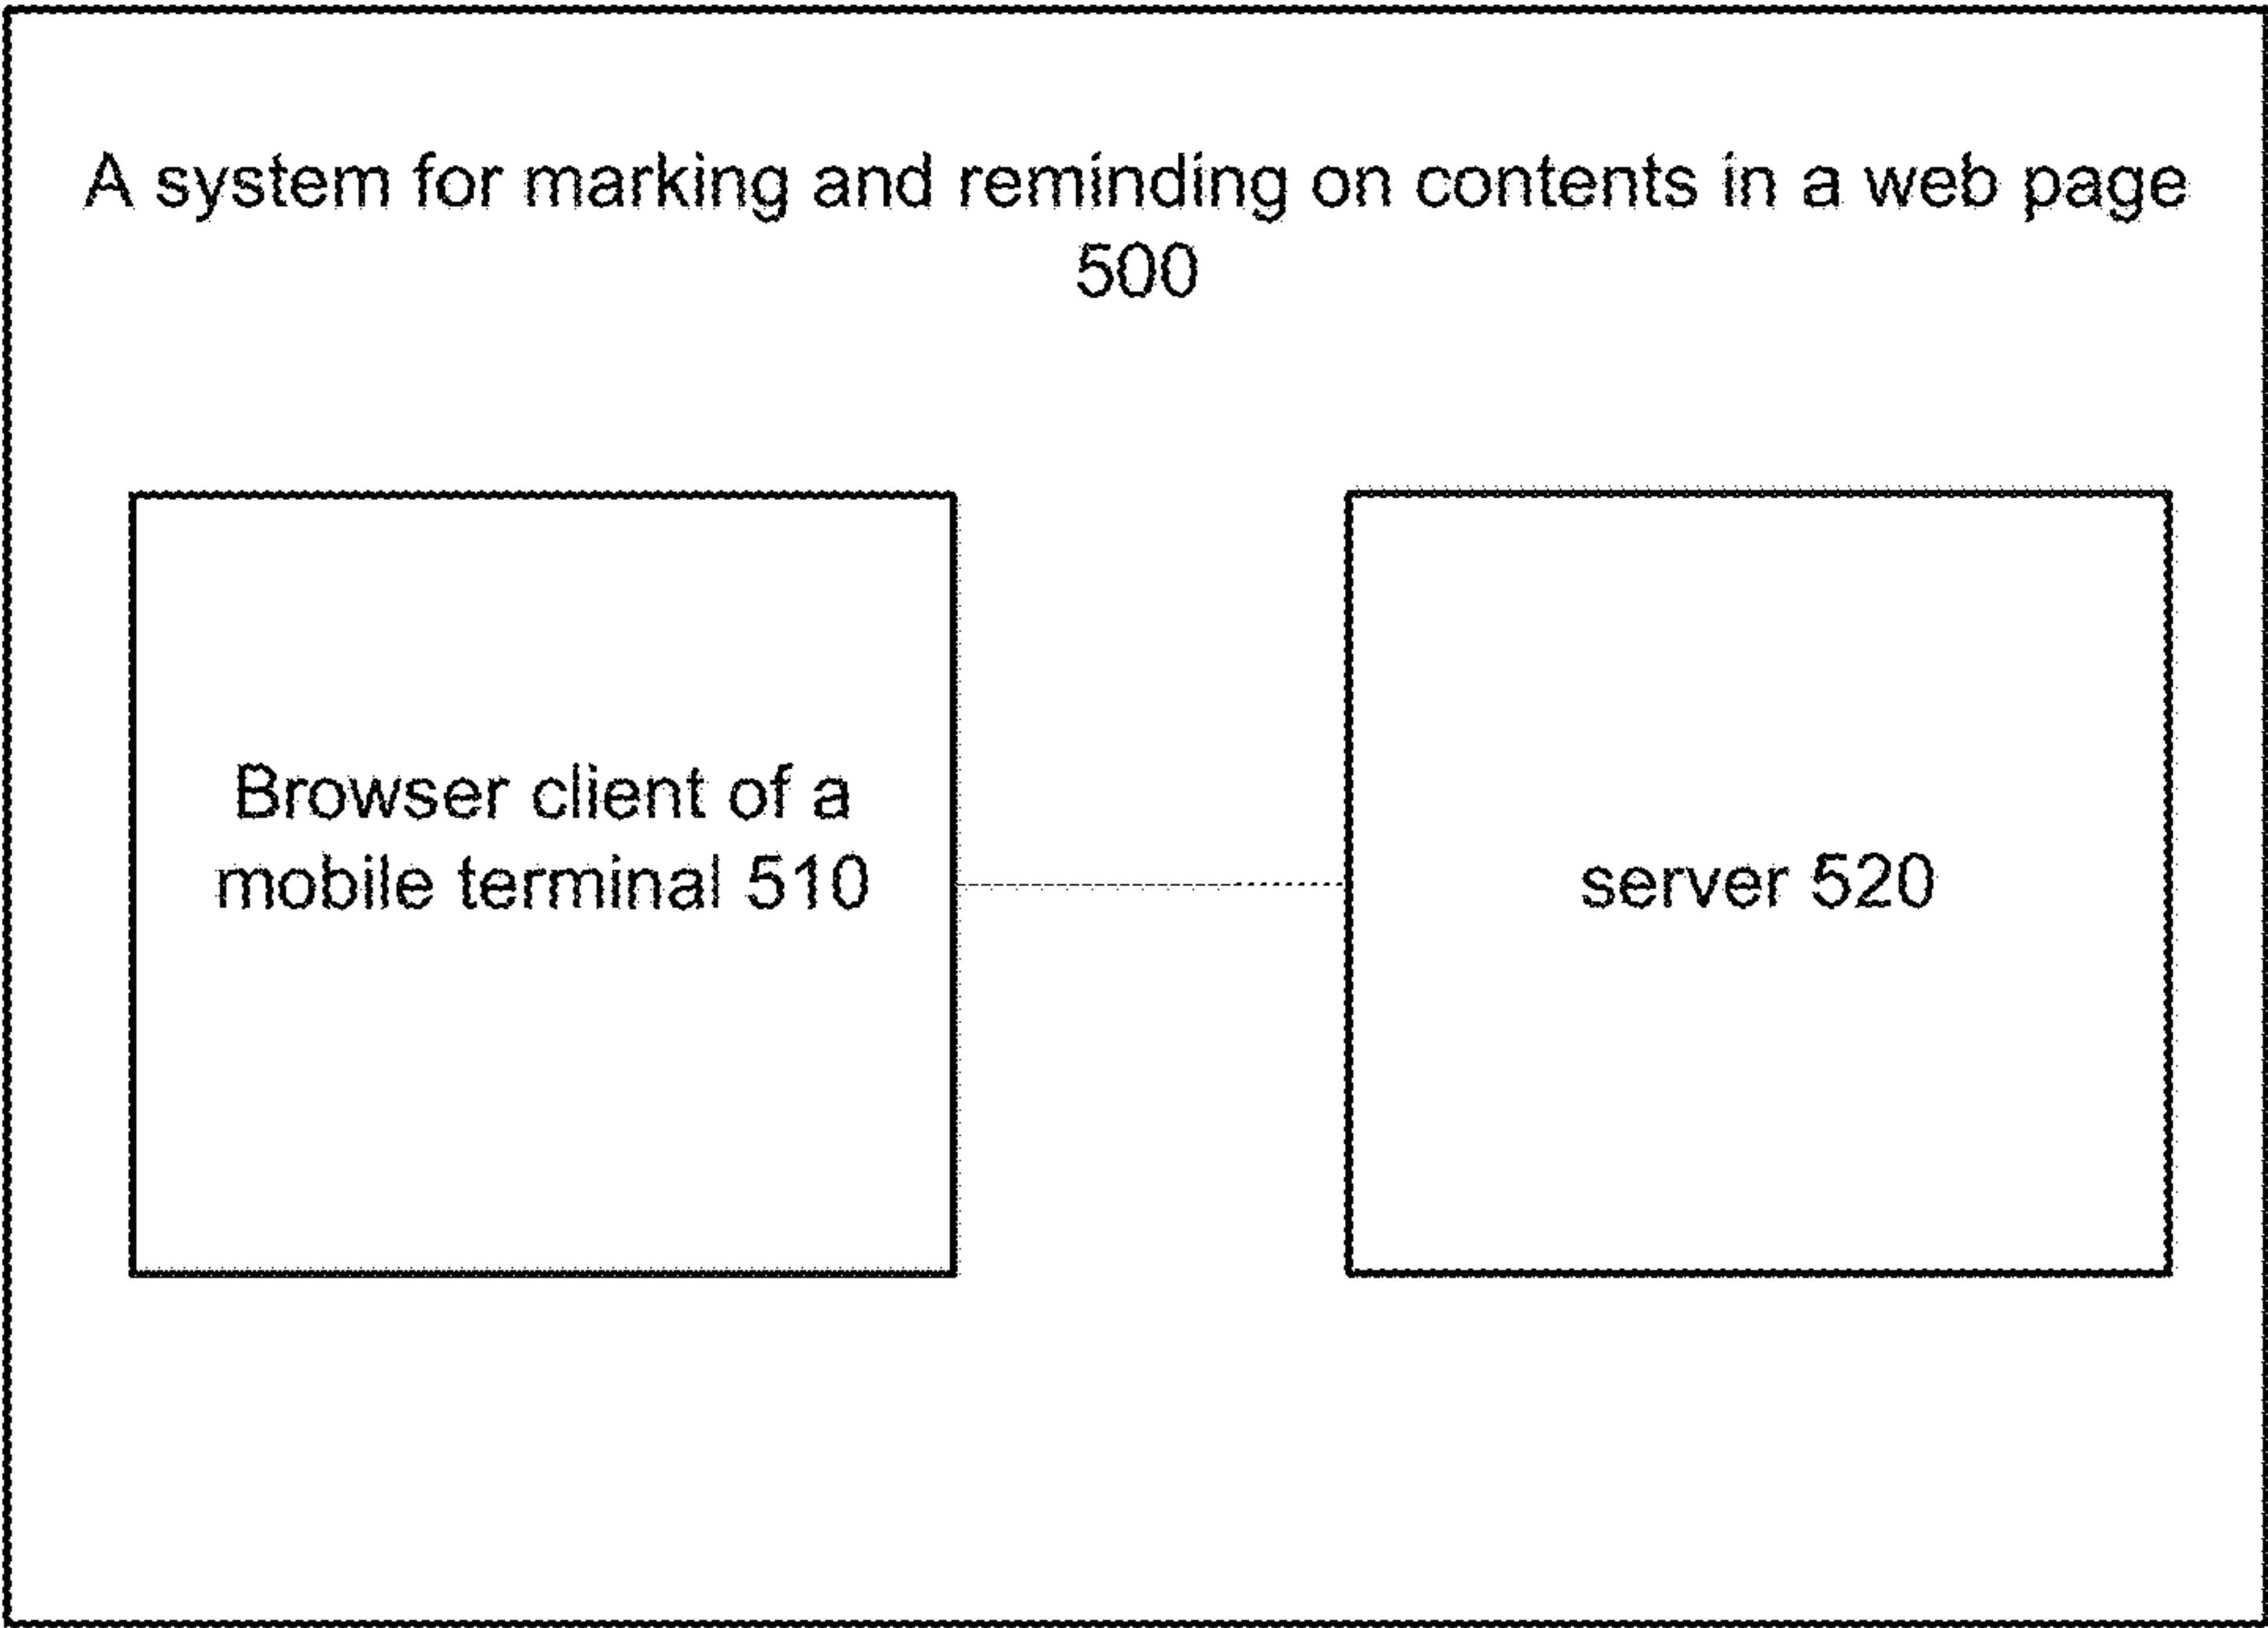 A system for marking and reminding on contents in a web page
500
Browser client of a
mobile terminal 510
server 520